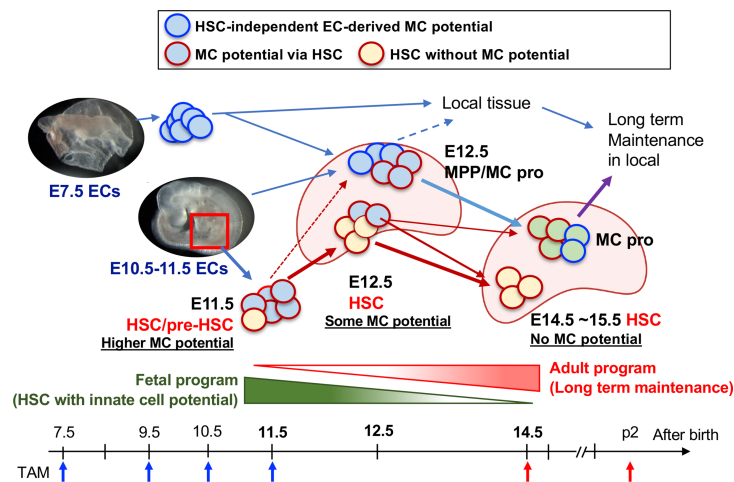 HSC-independent EC-derived MC potential
MC potential via HSC
HSC without MC potential
Local tissue
Long term
Maintenance
in local
E7.5 ECs
E12.5
MPP/MC pro
E10.5-11.5 ECs
MC pro
E11.5
HSC/pre-HSC
Higher MC potential
E12.5
HSC
Some MC potential
E14.5 ~15.5 HSC
No MC potential
Fetal program
(HSC with innate cell potential)
Adult program
(Long term maintenance)
7.5
9.5
10.5
11.5
12.5
14.5
p2
After birth
TAM